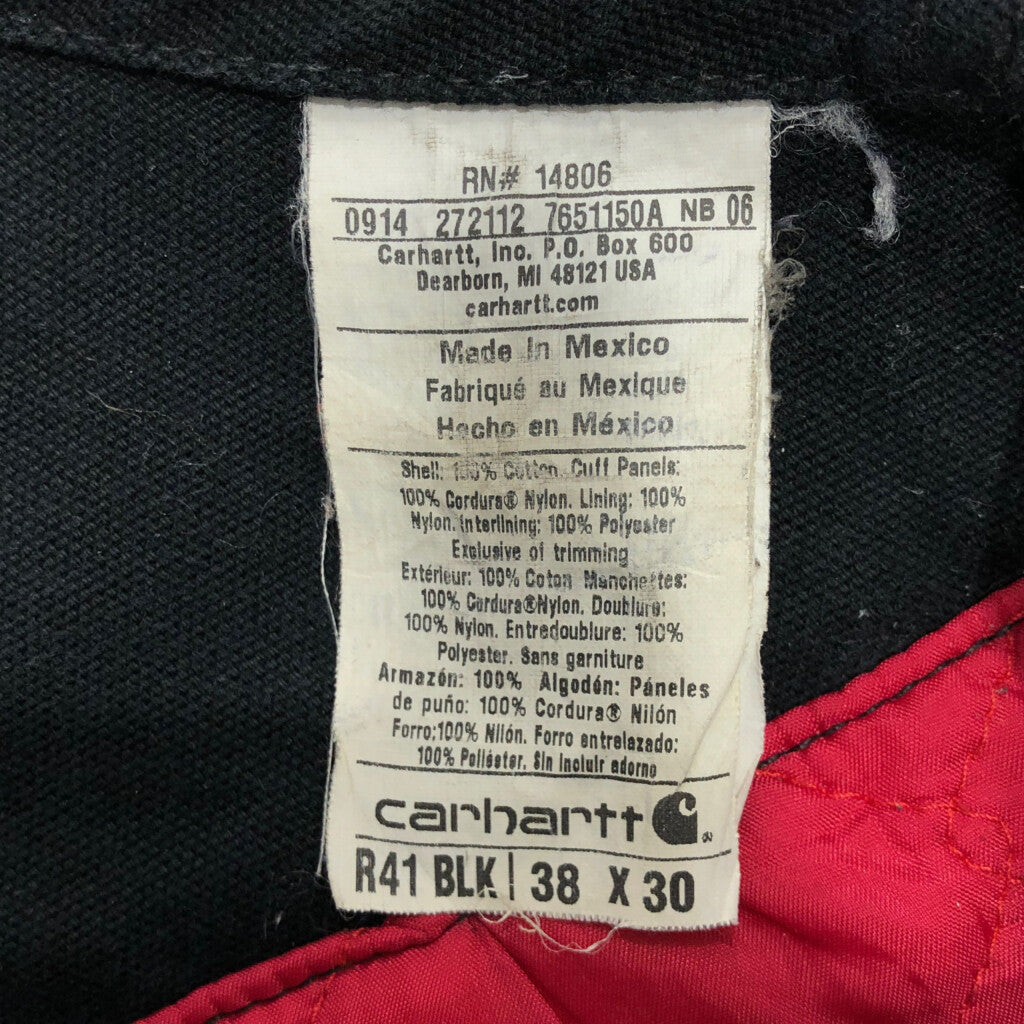 RN# 14806
0914 272112 7651150A NB 06
Carhartt, Inc. P.O. Box 600
Dearborn, MI 48121 USA
carhartt.com
Made in Mexico
Fabriqué au Mexique
Hecho en México
Shell: 100% Cotton. Cuff Panels:
100% Cordura® Nylon. Lining: 100%
Nylon. Interlining: 100% Polyester
Exclusive of trimming
Extérieur: 100% Coton Manchettes:
100% Cordura®Nylon. Doublure:
100% Nylon. Entredoublure: 100%
Polyester. Sans garniture
Armazón: 100% Algodón: Páneles
de puño: 100% Cordura® Nilón
Forro:100% Nilón. Forro entrelazado:
100% Poliéster. Sin incluir adorno
carhartt
R41 BLK 38 X 30